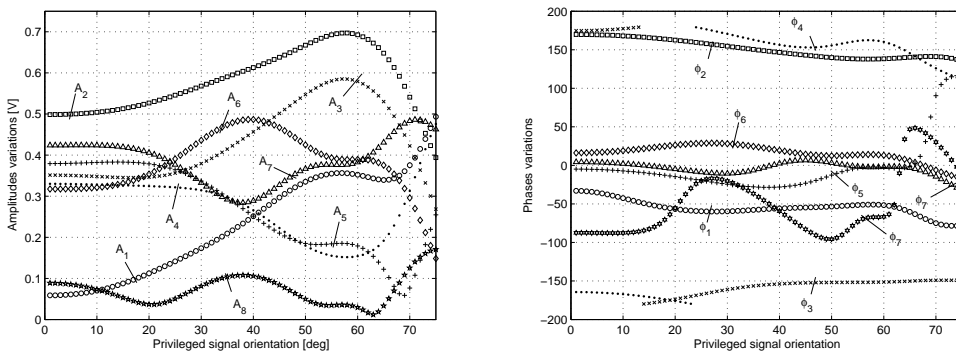 0.7
0.6
0.5
0.4
0.3
0.2
0.1
0
0
10
20
30
40
50
60
70
Amplitudes variations [V]
Privileged signal orientation [deg]
A2
A6
A3
A7
A4
A5
A1
A8
200
150
100
50
0
−50
−100
−150
−200
0
10
20
30
40
50
60
70
Phases variations
Privileged signal orientation
ϕ4
ϕ2
ϕ6
ϕ5
ϕ7
ϕ1
ϕ7
ϕ3